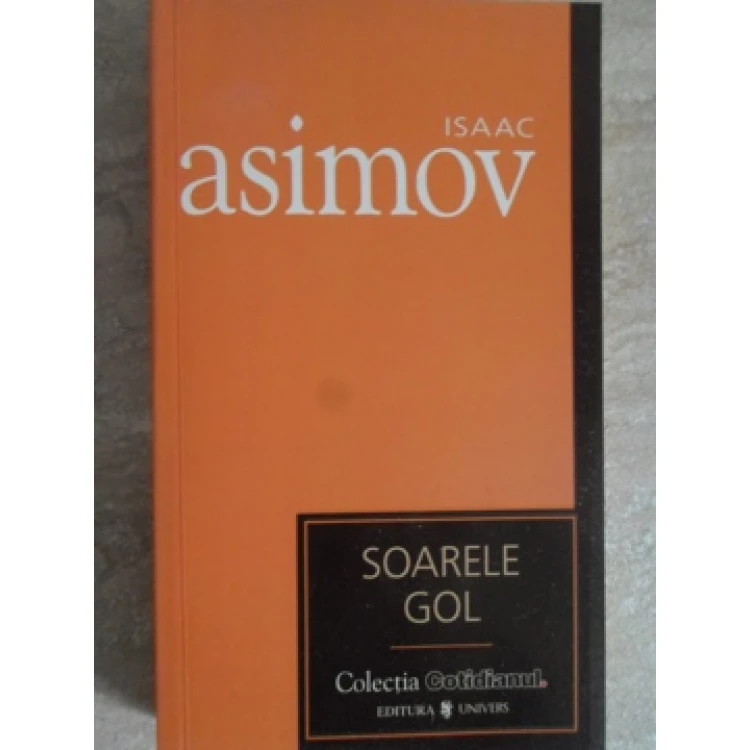 ISAAC
asimov
SOARELE
GOL
Colecția Cotidianul.
EDITURA UNIVERS